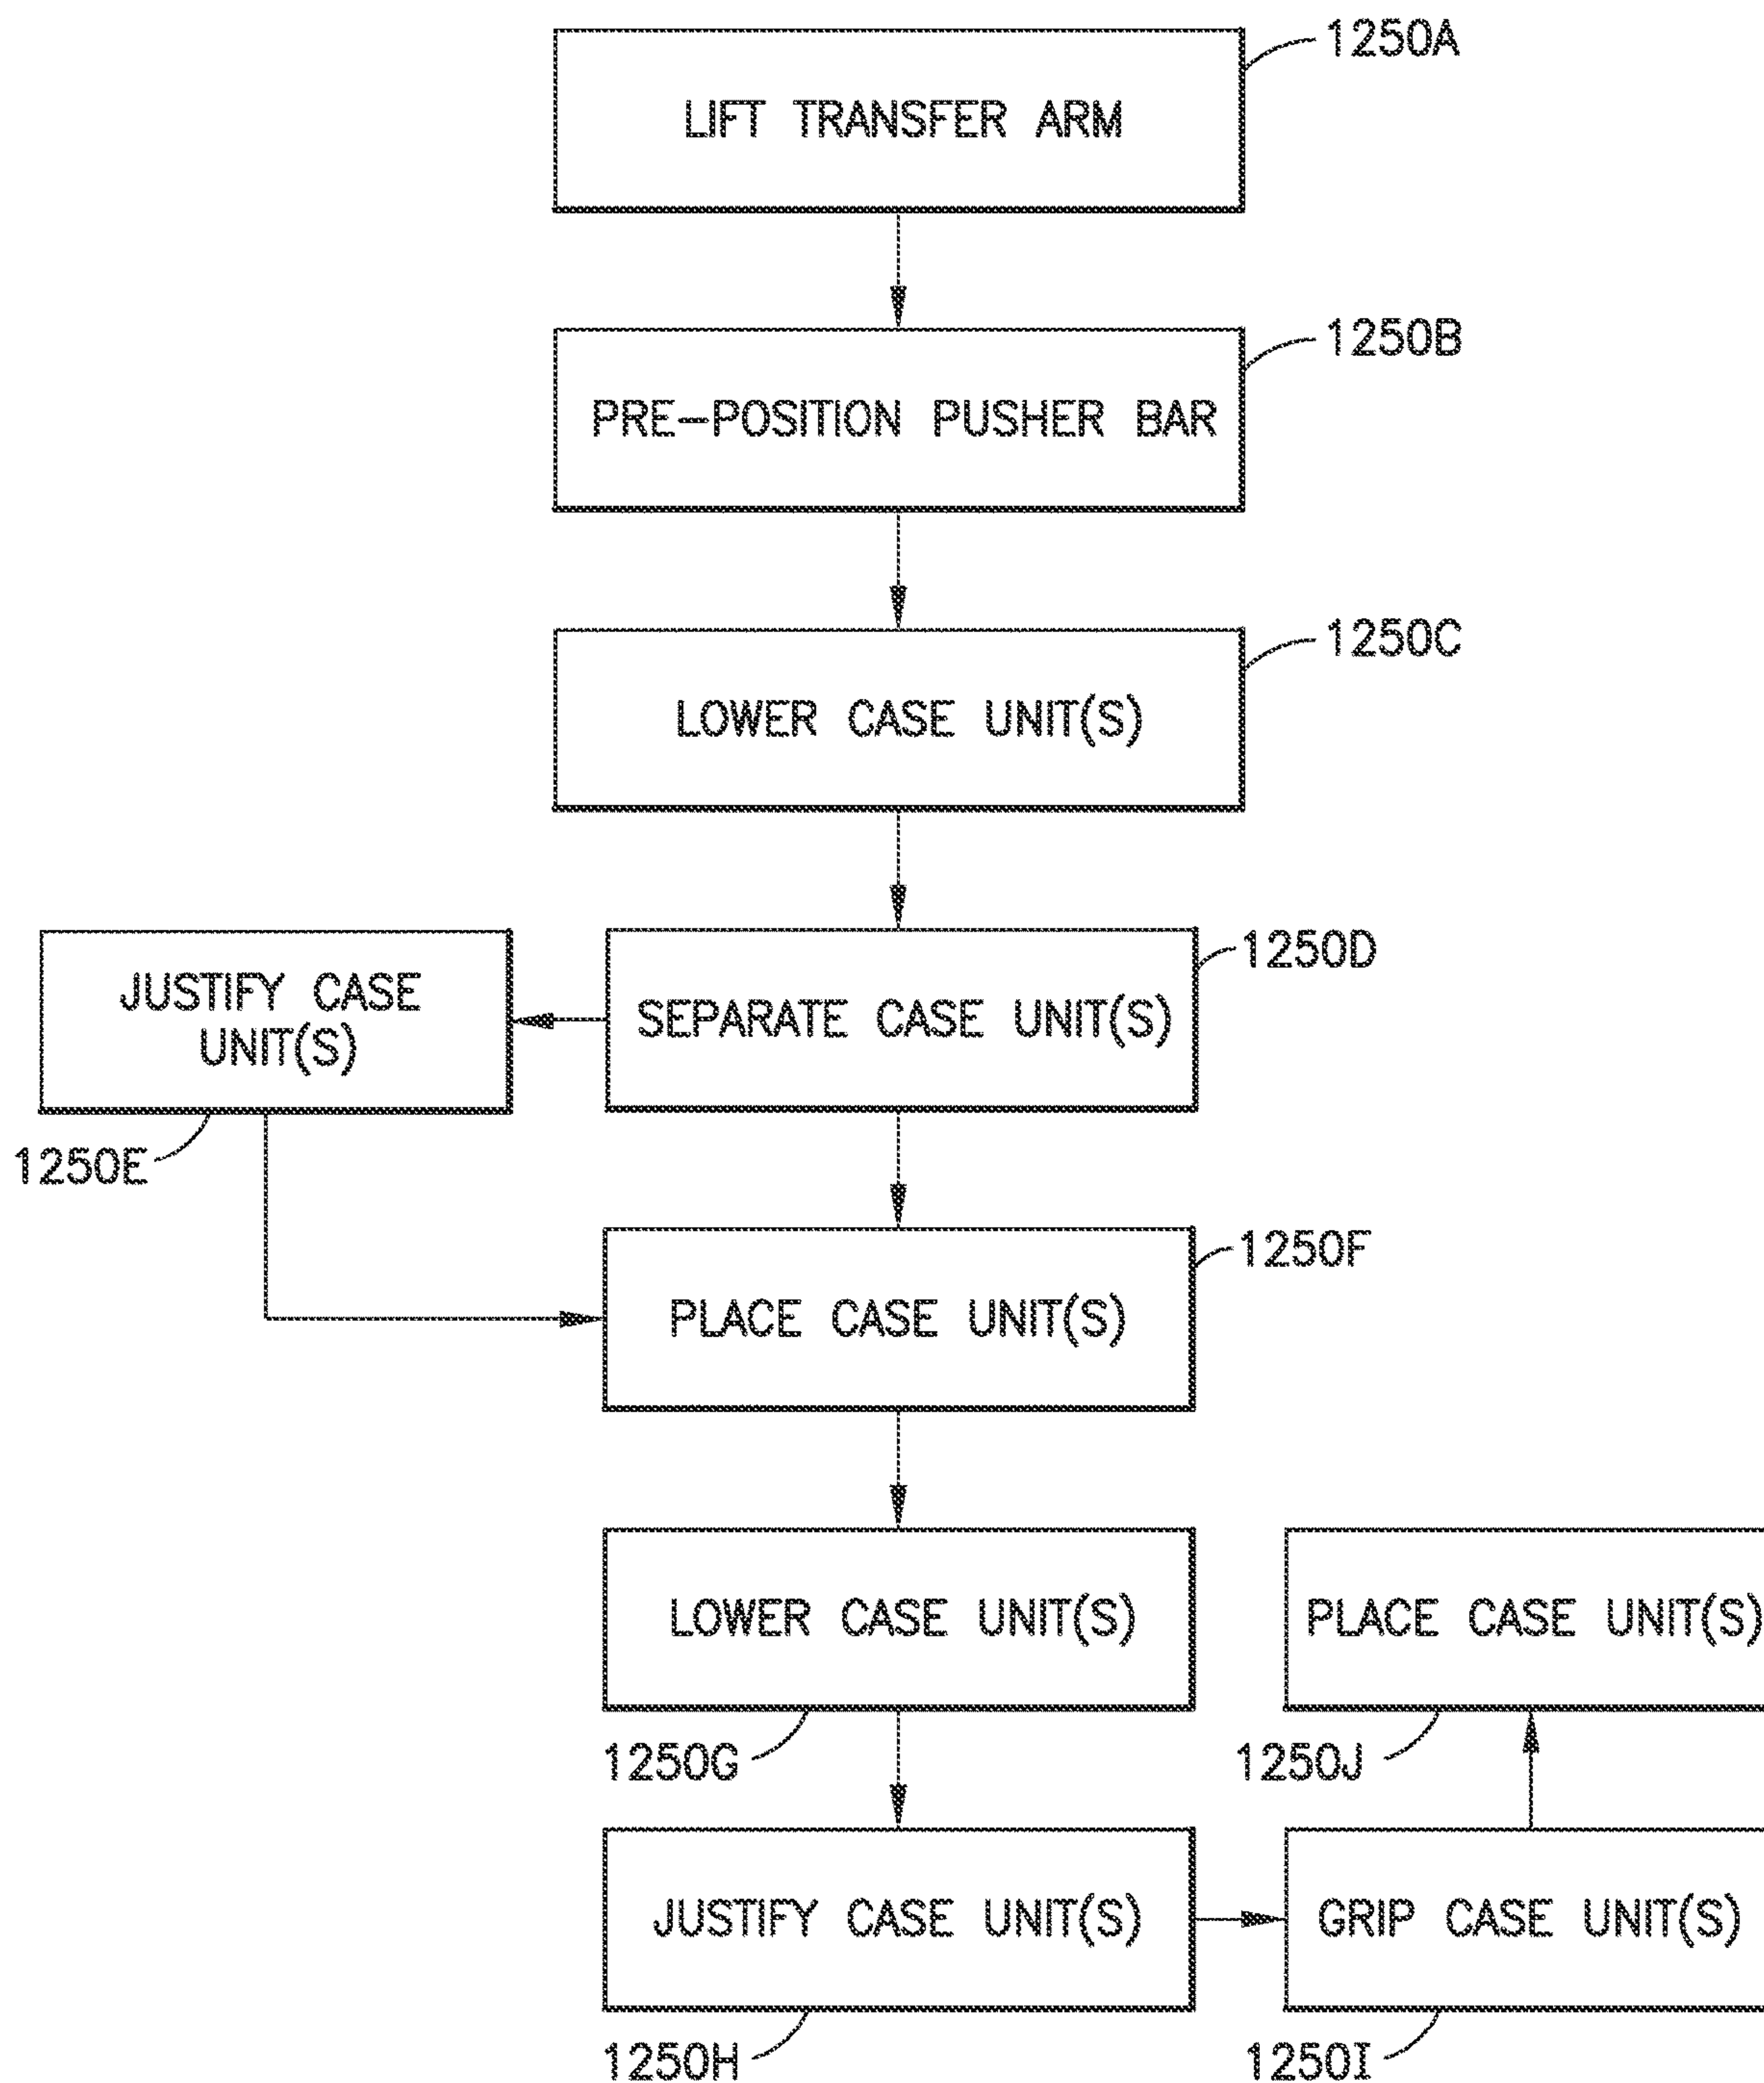 1250A
LIFT TRANSFER ARM
1250B
PRE-POSITION PUSHER BAR
1250C
LOWER CASE UNIT(S)
1250D
JUSTIFY CASE
UNIT(S)
SEPARATE CASE UNIT(S)
1250E
1250F
PLACE CASE UNIT(S)
LOWER CASE UNIT(S)
PLACE CASE UNIT(S)
1250G
1250J
JUSTIFY CASE UNIT(S)
GRIP CASE UNIT(S)
1250H
1250I